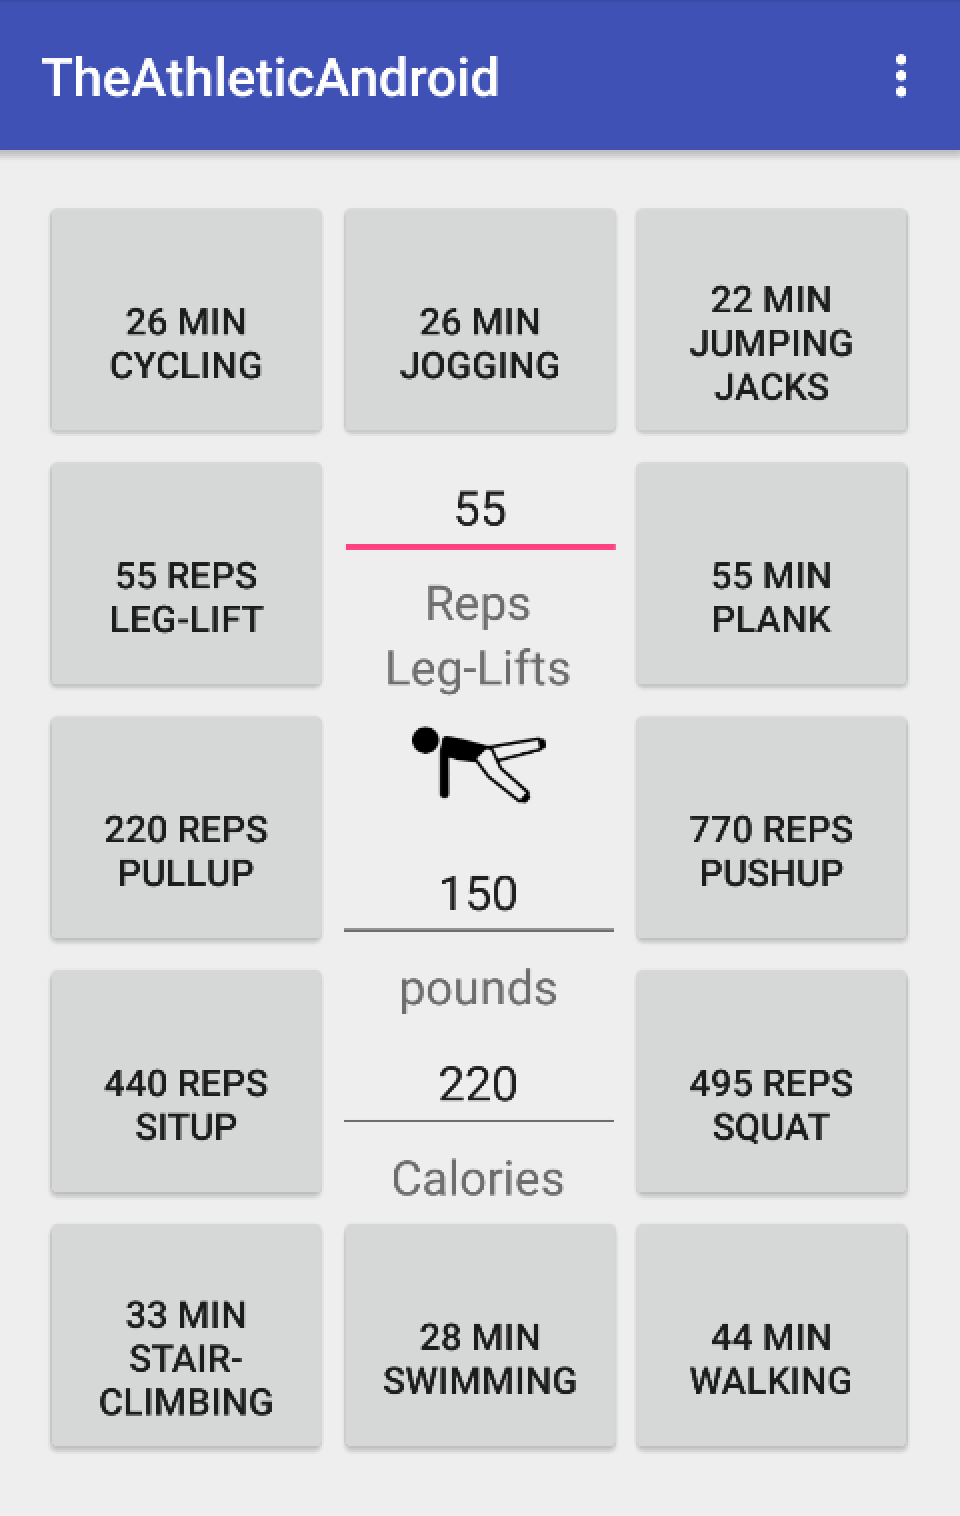 TheAthleticAndroid
26 MIN
CYCLING
26 MIN
JOGGING
22 MIN
JUMPING
JACKS
55 REPS
LEG-LIFT
55
Reps
Leg-Lifts
55 MIN
PLANK
220 REPS
PULLUP
770 REPS
PUSHUP
150
pounds
440 REPS
SITUP
220
Calories
495 REPS
SQUAT
33 MIN
STAIR-
CLIMBING
28 MIN
SWIMMING
44 MIN
WALKING